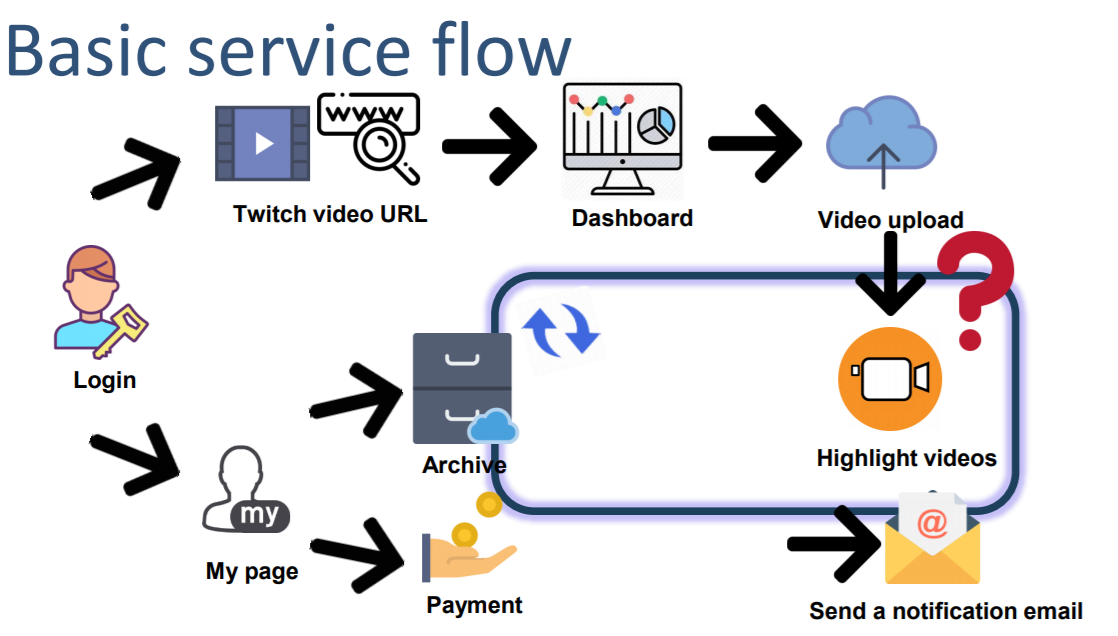 Basic service flow
www
Twitch video URL
Dashboard
Video upload
Login
Archive
Highlight videos
my
My page
Payment
@
Send a notification email